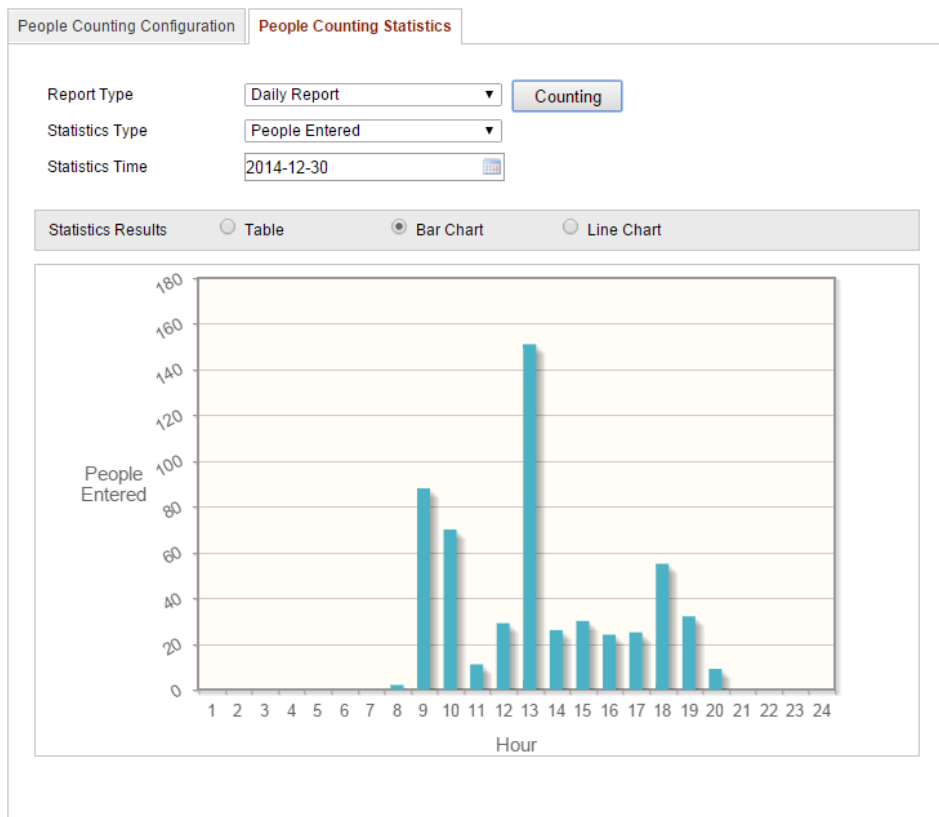 People Counting Configuration People Counting Statistics
Report Type Daily Report Counting
Statistics Type People Entered
Statistics Time 2014-12-30
Statistics Results Table Bar Chart Line Chart
180
160
140
120
100
80
60
40
20
0
People
Entered
1 2 3 4 5 6 7 8 9 10 11 12 13 14 15 16 17 18 19 20 21 22 23 24
Hour